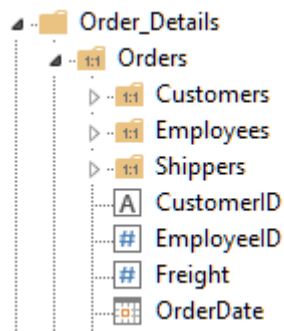 Order_Details
1:1 Orders
1:1 Customers
1:1 Employees
1:1 Shippers
A CustomerID
# EmployeeID
# Freight
OrderDate